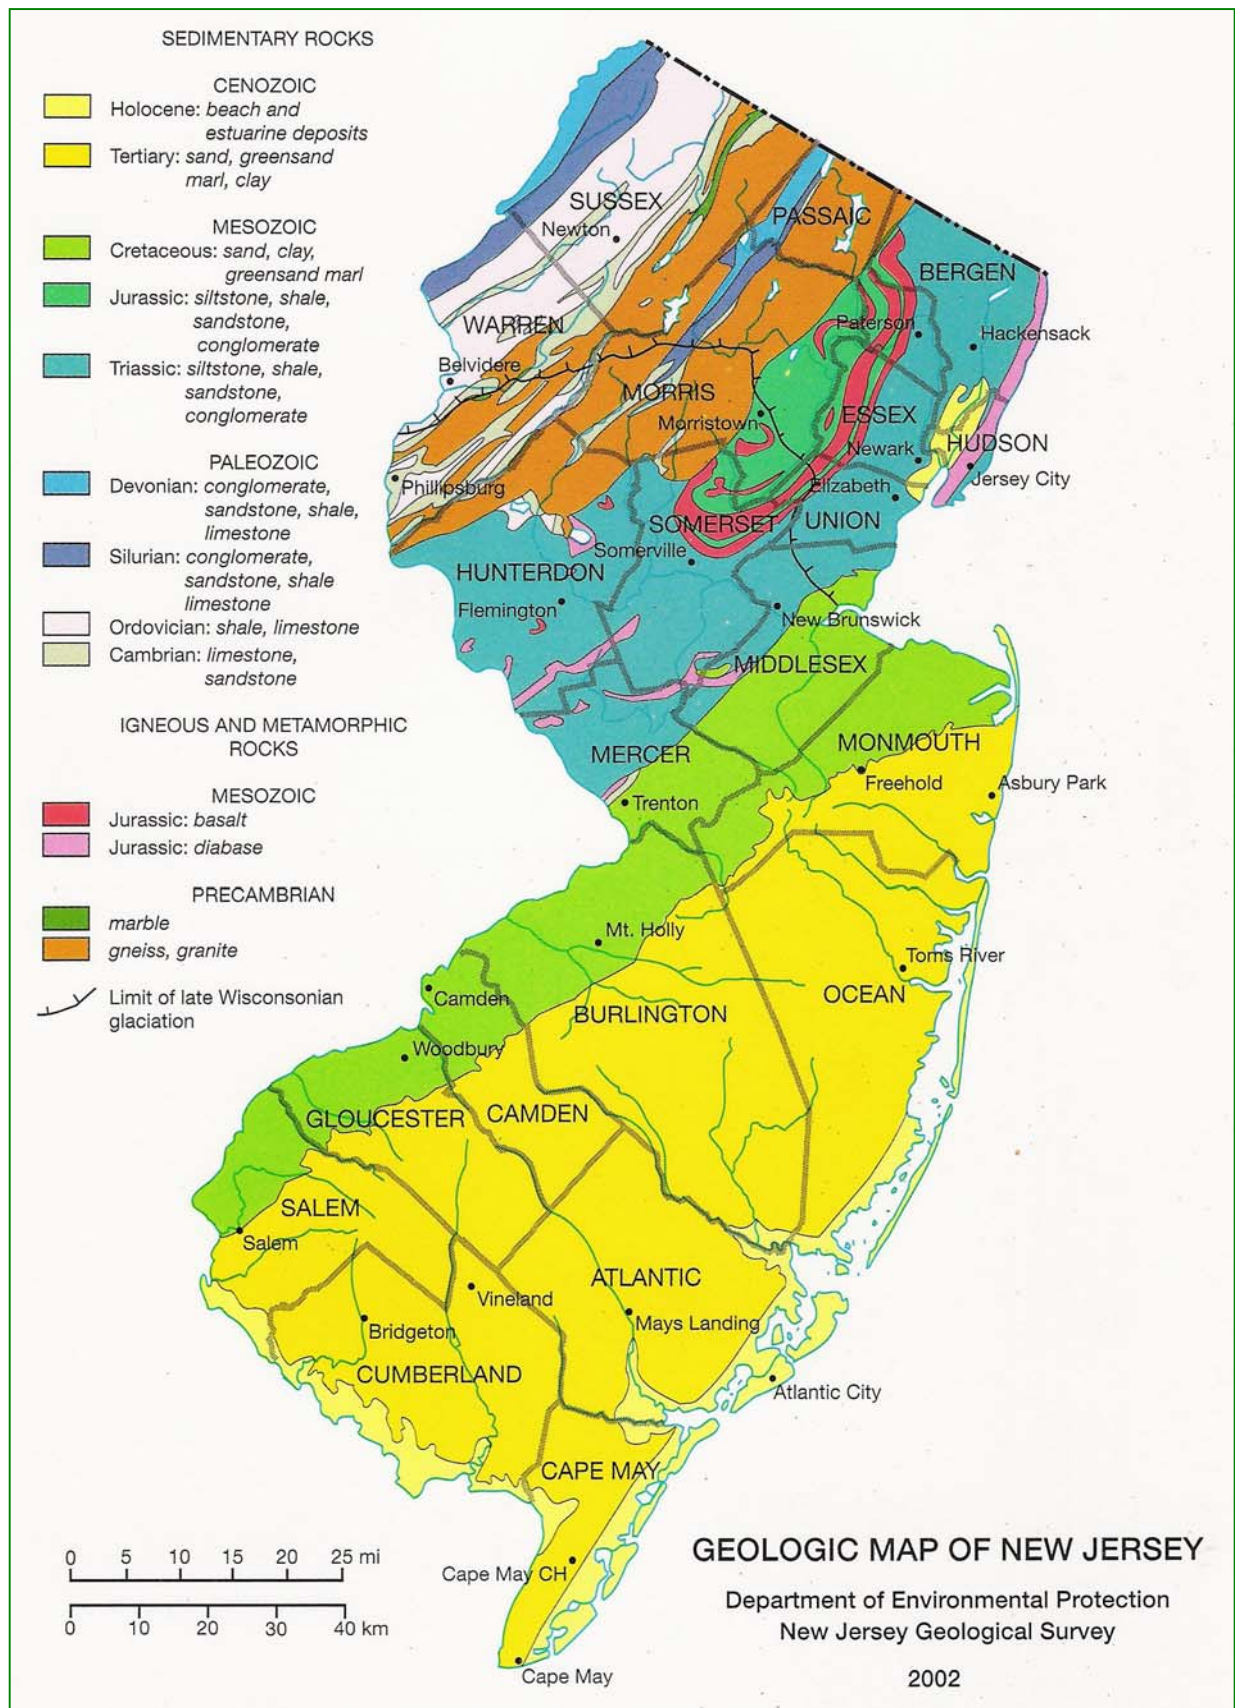 SEDIMENTARY ROCKS
CENOZOIC
Holocene: beach and
estuarine deposits
Tertiary: sand, greensand
marl, clay
MESOZOIC
Cretaceous: sand, clay,
greensand marl
Jurassic: siltstone, shale,
sandstone,
conglomerate
Triassic: siltstone, shale,
sandstone,
conglomerate
PALEOZOIC
Devonian: conglomerate,
sandstone, shale,
limestone
Silurian: conglomerate,
sandstone, shale
limestone
Ordovician: shale, limestone
Cambrian: limestone,
sandstone
IGNEOUS AND METAMORPHIC
ROCKS
MESOZOIC
Jurassic: basalt
Jurassic: diabase
PRECAMBRIAN
marble
gneiss, granite
Limit of late Wisconsonian
glaciation
SUSSEX
Newton
PASSAIC
BERGEN
WARREN
Paterson
Hackensack
Belvidere
MORRIS
Morristown
ESSEX
Newark
HUDSON
Jersey City
Phillipsburg
Elizabeth
SOMERSET
UNION
Somerville
HUNTERDON
Flemington
New Brunswick
MIDDLESEX
MERCER
MONMOUTH
Freehold
Asbury Park
Trenton
Mt. Holly
Toms River
OCEAN
Camden
BURLINGTON
Woodbury
GLOUCESTER
CAMDEN
SALEM
Salem
ATLANTIC
Vineland
Mays Landing
Bridgeton
CUMBERLAND
Atlantic City
CAPE MAY
Cape May CH
Cape May
0 5 10 15 20 25 mi
0 10 20 30 40 km
GEOLOGIC MAP OF NEW JERSEY
Department of Environmental Protection
New Jersey Geological Survey
2002